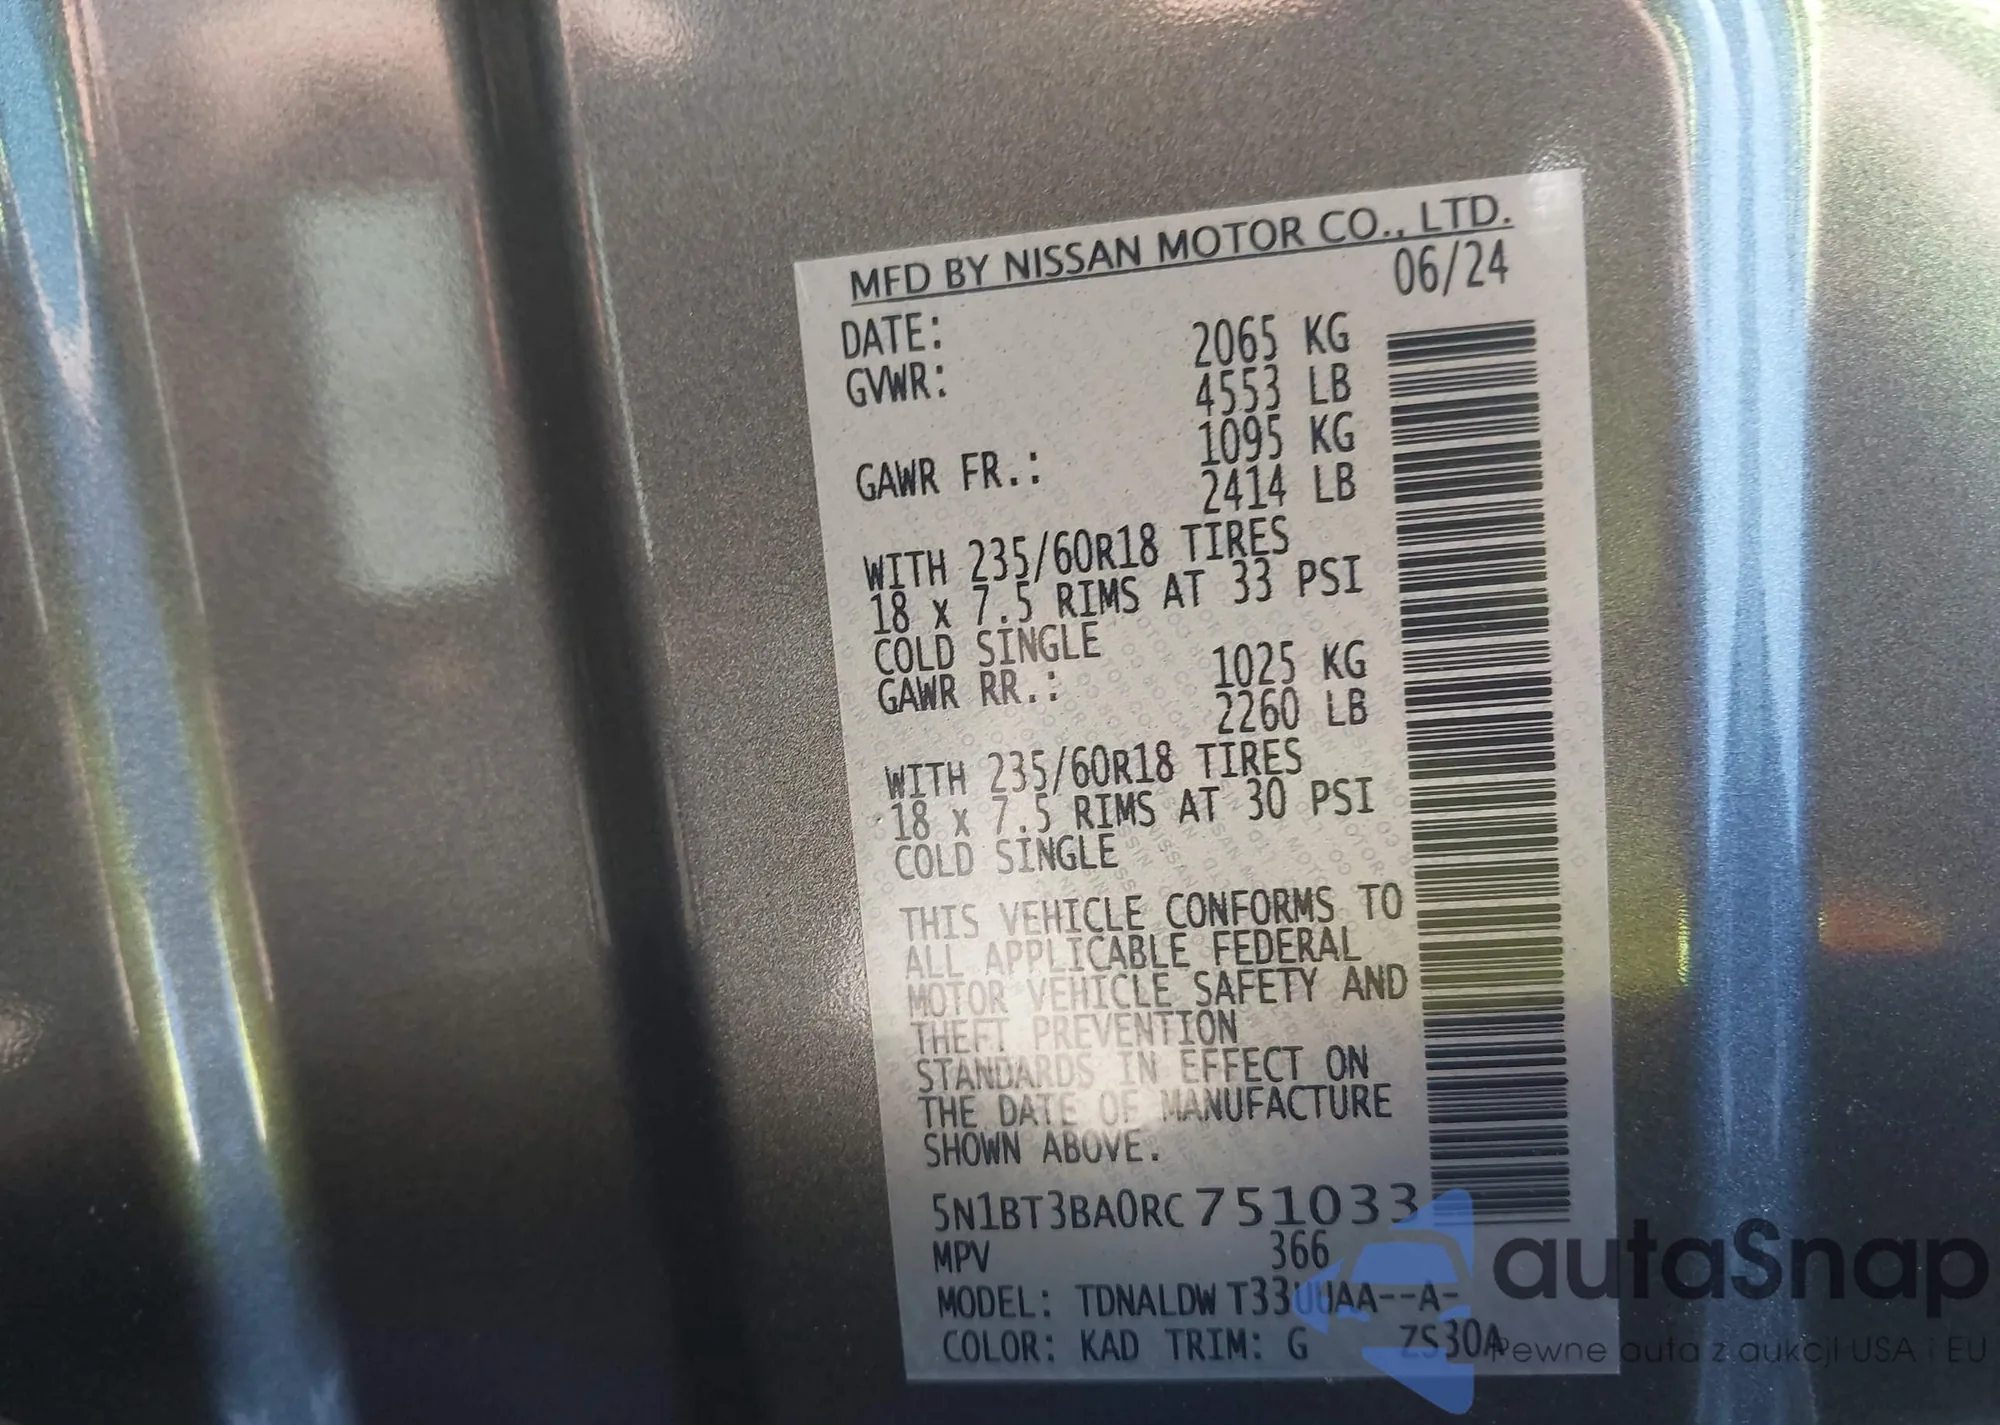 MFD BY NISSAN MOTOR CO., LTD.
DATE: 06/24
GVWR: 2065 KG
4553 LB
GAWR FR.: 1095 KG
2414 LB
WITH 235/60R18 TIRES
18 x 7.5 RIMS AT 33 PSI
COLD SINGLE
GAWR RR.: 1025 KG
2260 LB
WITH 235/60R18 TIRES
18 x 7.5 RIMS AT 30 PSI
COLD SINGLE
THIS VEHICLE CONFORMS TO
ALL APPLICABLE FEDERAL
MOTOR VEHICLE SAFETY AND
THEFT PREVENTION
STANDARDS IN EFFECT ON
THE DATE OF MANUFACTURE
SHOWN ABOVE.
5N1BT3BA0RC751033
MPV 366
MODEL: TDNALDW T33UUAA--A-
COLOR: KAD TRIM: G ZS30A
autaSnap
Pewne auta z aukcji USA i EU